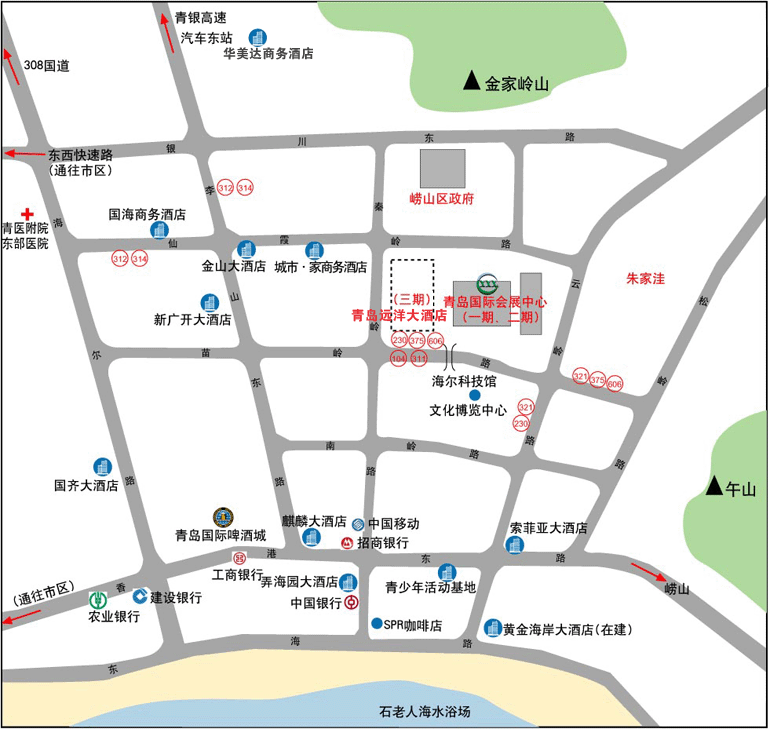 青银高速
汽车东站
华美达商务酒店
308国道
金家岭山
银
川
东
路
东西快速路
(通往市区)
崂山区政府
李
312 314
国海商务酒店
秦
海
青医附院
东部医院
仙
霞
岭
路
312 314
金山大酒店
城市·家商务酒店
朱家洼
云
松
山
新广开大酒店
(三期)
青岛远洋大酒店
青岛国际会展中心
(一期、二期)
岭
230 375 606
104 311
尔
苗
岭
路
岭
岭
东
海尔科技馆
文化博览中心
321 375 606
321
230
南
岭
路
路
路
路
路
路
国齐大酒店
午山
青岛国际啤酒城
麒麟大酒店
中国移动
招商银行
索菲亚大酒店
港
东
路
工商银行
弄海园大酒店
青少年活动基地
崂山
(通往市区)
香
建设银行
农业银行
中国银行
SPR咖啡店
黄金海岸大酒店(在建)
东
海
路
石老人海水浴场